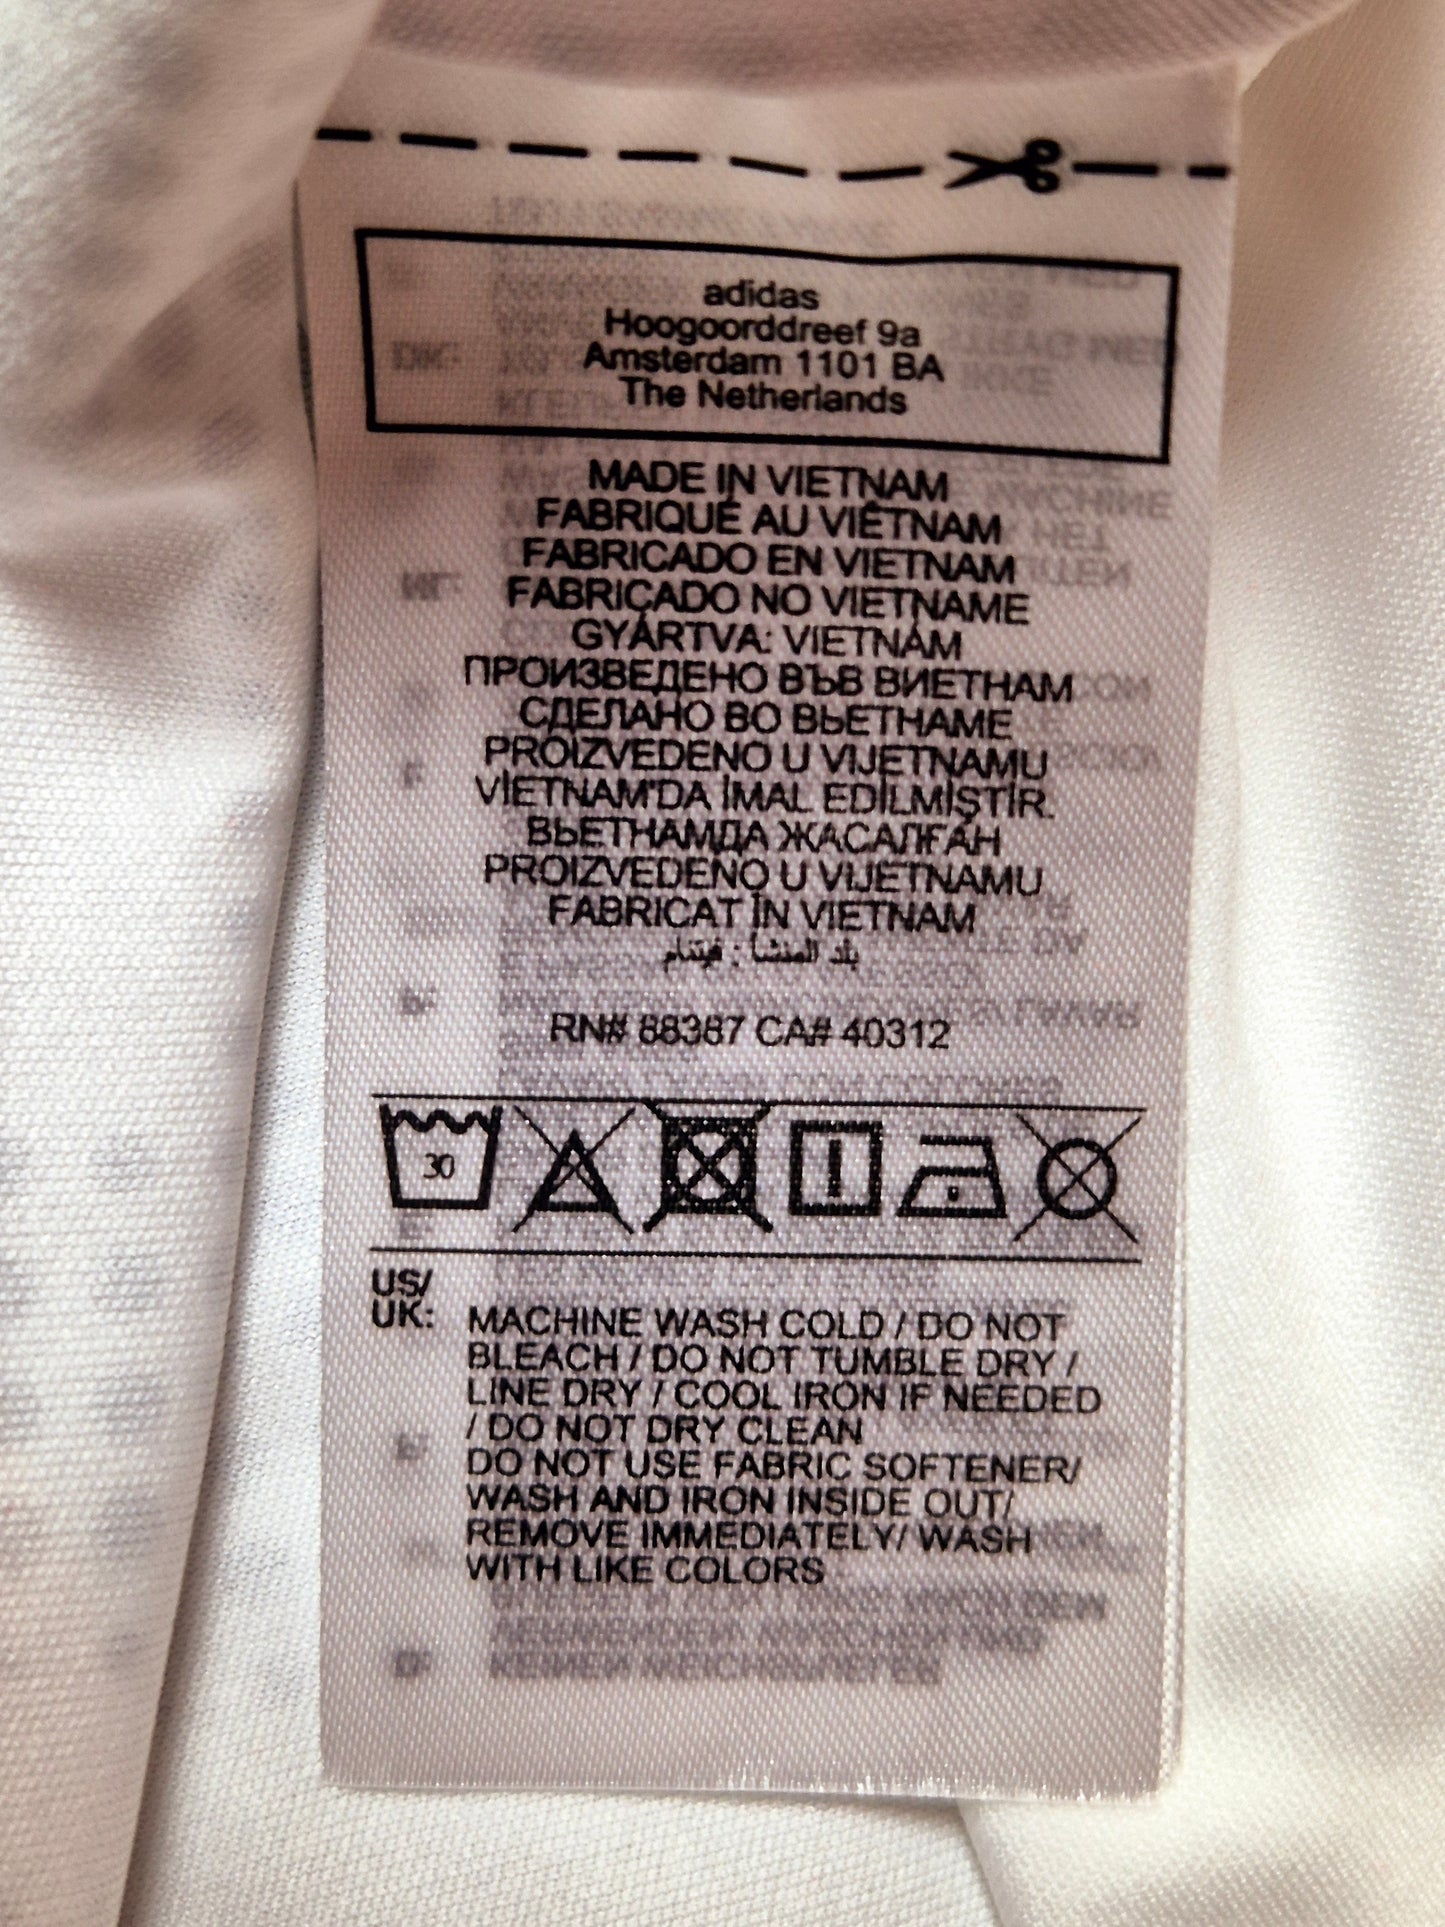 adidas
Hoogoorddreef 9a
Amsterdam 1101 BA
The Netherlands
MADE IN VIETNAM
FABRIQUÉ AU VIÊTNAM
FABRICADO EN VIETNAM
FABRICADO NO VIETNAME
GYÁRTVA: VIETNÁM
ПРОИЗВЕДЕНО ВЪВ ВИЕТНАМ
СДЕЛАНО ВО ВЬЕТНАМЕ
PROIZVEDENO U VIJETNAMU
VİETNAM'DA İMAL EDİLMİŞTİR.
ВЬЕТНАМДА ЖАСАЛҒАН
PROIZVEDENO U VIJETNAMU
FABRICAT ÎN VIETNAM
بلد المنشأ : فيتنام
RN# 88387 CA# 40312
30
US/
UK:
MACHINE WASH COLD / DO NOT
BLEACH / DO NOT TUMBLE DRY /
LINE DRY / COOL IRON IF NEEDED
/ DO NOT DRY CLEAN
DO NOT USE FABRIC SOFTENER/
WASH AND IRON INSIDE OUT/
REMOVE IMMEDIATELY/ WASH
WITH LIKE COLORS